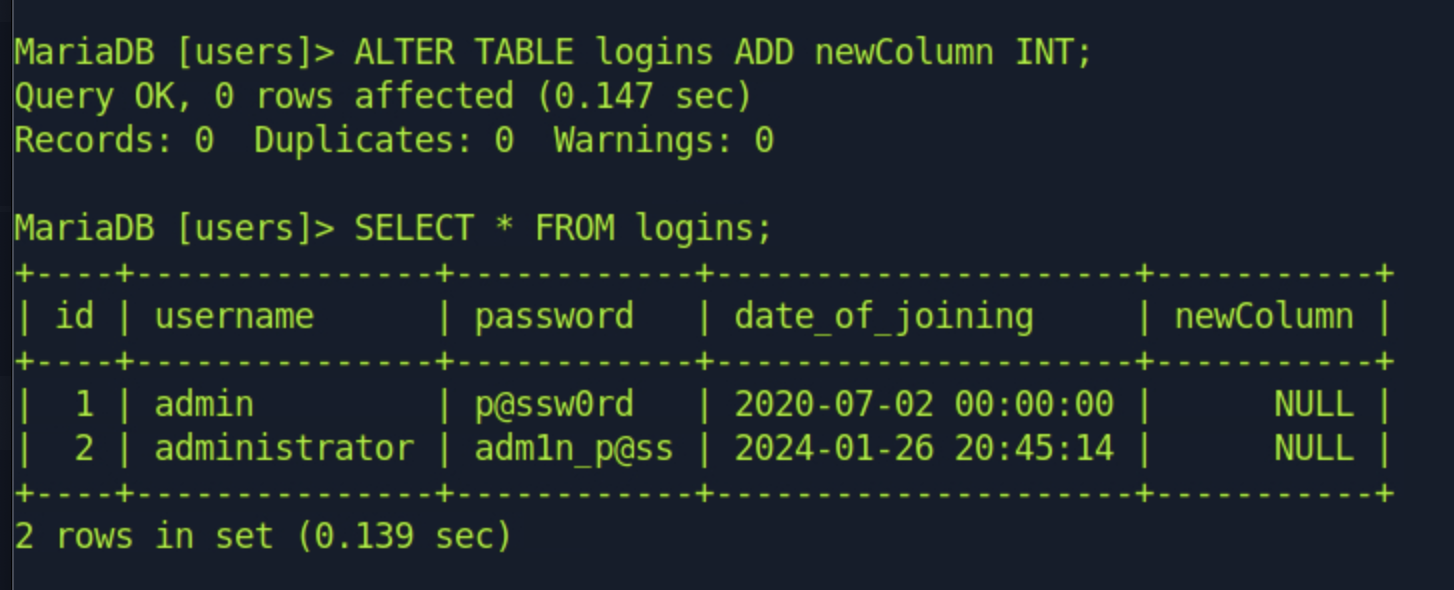 MariaDB [users]> ALTER TABLE logins ADD newColumn INT;
Query OK, 0 rows affected (0.147 sec)
Records: 0  Duplicates: 0  Warnings: 0

MariaDB [users]> SELECT * FROM logins;
+----+---------------+------------+---------------------+-----------+
| id | username      | password   | date_of_joining     | newColumn |
+----+---------------+------------+---------------------+-----------+
|  1 | admin         | p@ssw0rd   | 2020-07-02 00:00:00 |      NULL |
|  2 | administrator | adm1n_p@ss | 2024-01-26 20:45:14 |      NULL |
+----+---------------+------------+---------------------+-----------+
2 rows in set (0.139 sec)